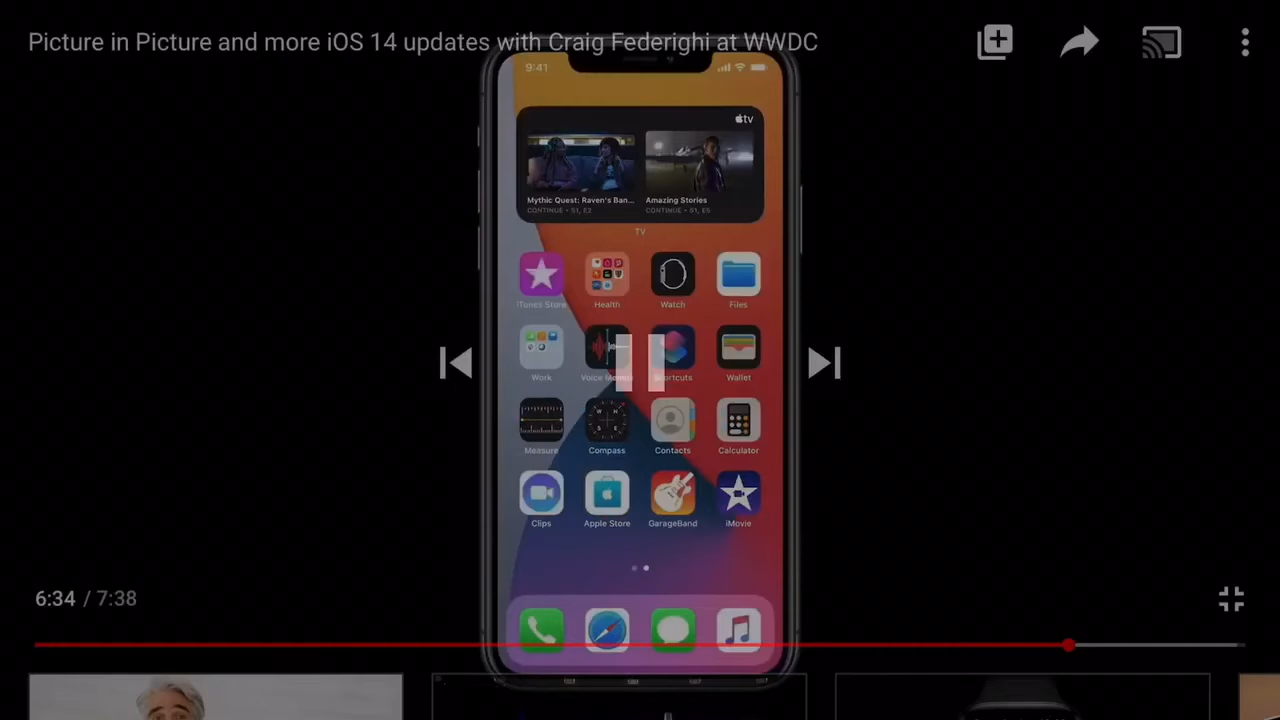 Picture in Picture and more iOS 14 updates with Craig Federighi at WWDC
9:41
tv
Mythic Quest: Raven's Ban...
CONTINUE • S1, E2
Amazing Stories
CONTINUE • S1, E5
TV
iTunes Store
Health
Watch
Files
Work
Voice Memos
Shortcuts
Wallet
Measure
Compass
Contacts
Calculator
Clips
Apple Store
GarageBand
iMovie
6:34 / 7:38